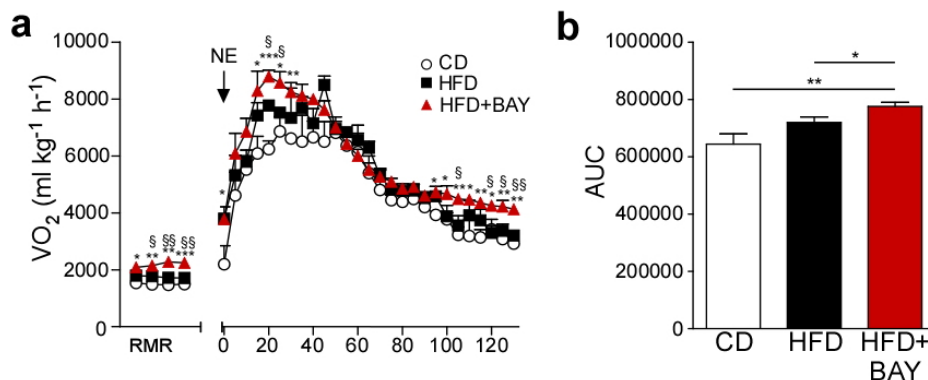 a
VO2 (ml kg-1 h-1)
10000
8000
6000
4000
2000
0
NE
CD
HFD
HFD+BAY
* § *** § * **
*
* § ** §§ ** §§ ***
* * § *** *** ** § * § ** §§ **
RMR
0 20 40 60 80 100 120
b
AUC
1000000
800000
600000
400000
200000
0
*
**
CD HFD HFD+
BAY